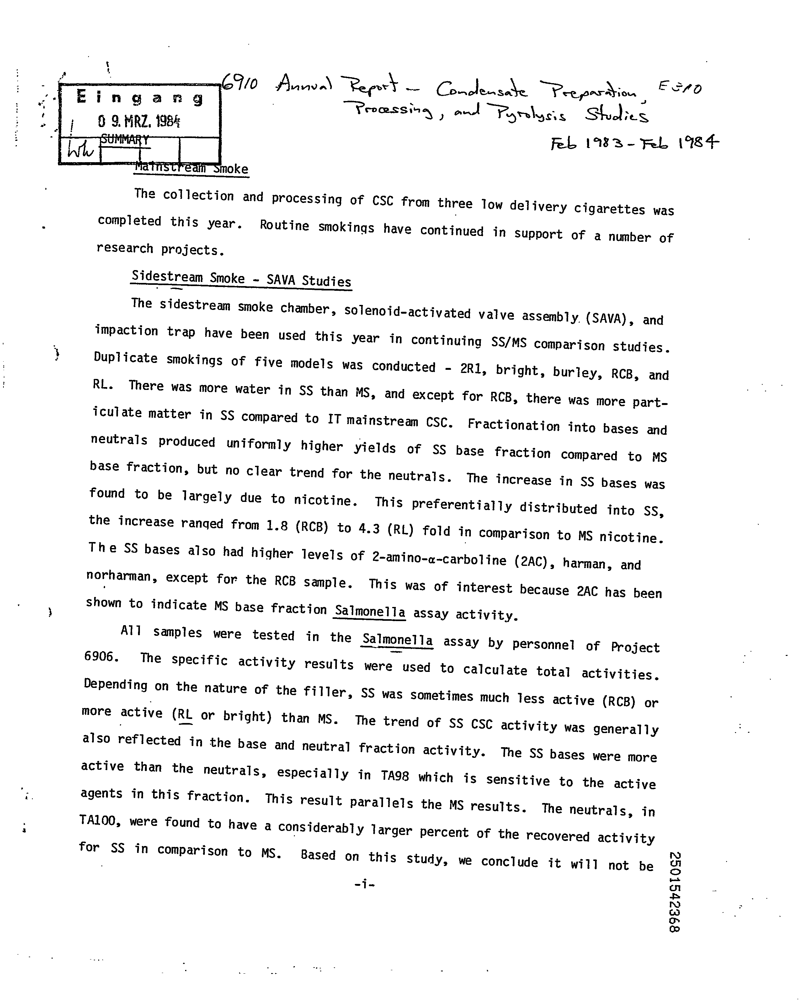 6910 Annual Report - Condensate Preparation,
Processing, and Pyrolysis Studies
Feb 1983 - Feb 1984
Eingang
0 9. MRZ. 1984
SUMMARY
Mainstream Smoke
The collection and processing of CSC from three low delivery cigarettes was
completed this year. Routine smokings have continued in support of a number of
research projects.
Sidestream Smoke - SAVA Studies
The sidestream smoke chamber, solenoid-activated valve assembly (SAVA), and
impaction trap have been used this year in continuing SS/MS comparison studies.
Duplicate smokings of five models was conducted - 2R1, bright, burley, RCB, and
RL. There was more water in SS than MS, and except for RCB, there was more part-
iculate matter in SS compared to IT mainstream CSC. Fractionation into bases and
neutrals produced uniformly higher yields of SS base fraction compared to MS
base fraction, but no clear trend for the neutrals. The increase in SS bases was
found to be largely due to nicotine. This preferentially distributed into SS,
the increase ranged from 1.8 (RCB) to 4.3 (RL) fold in comparison to MS nicotine.
The SS bases also had higher levels of 2-amino-α-carboline (2AC), harman, and
norharman, except for the RCB sample. This was of interest because 2AC has been
shown to indicate MS base fraction Salmonella assay activity.
All samples were tested in the Salmonella assay by personnel of Project
6906. The specific activity results were used to calculate total activities.
Depending on the nature of the filler, SS was sometimes much less active (RCB) or
more active (RL or bright) than MS. The trend of SS CSC activity was generally
also reflected in the base and neutral fraction activity. The SS bases were more
active than the neutrals, especially in TA98 which is sensitive to the active
agents in this fraction. This result parallels the MS results. The neutrals, in
TA100, were found to have a considerably larger percent of the recovered activity
for SS in comparison to MS. Based on this study, we conclude it will not be
-i-
2501542368